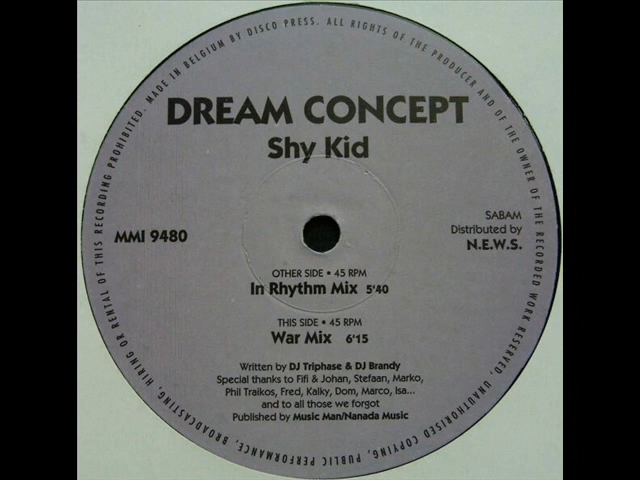 MADE IN BELGIUM BY DISCO PRESS. ALL RIGHTS OF THE PRODUCER AND OF THE OWNER OF THE RECORDED WORK RESERVED, UNAUTHORISED COPYING, PUBLIC PERFORMANCE, BROADCASTING, HIRING OR RENTAL OF THIS RECORDING PROHIBITED.
DREAM CONCEPT
Shy Kid
MMI 9480
SABAM
Distributed by
N.E.W.S.
OTHER SIDE • 45 RPM
In Rhythm Mix 5'40
THIS SIDE • 45 RPM
War Mix 6'15
Written by DJ Triphase & DJ Brandy
Special thanks to Fifi & Johan, Stefaan, Marko,
Phil Traikos, Fred, Kalky, Dom, Marco, Isa...
and to all those we forgot
Published by Music Man/Nanada Music